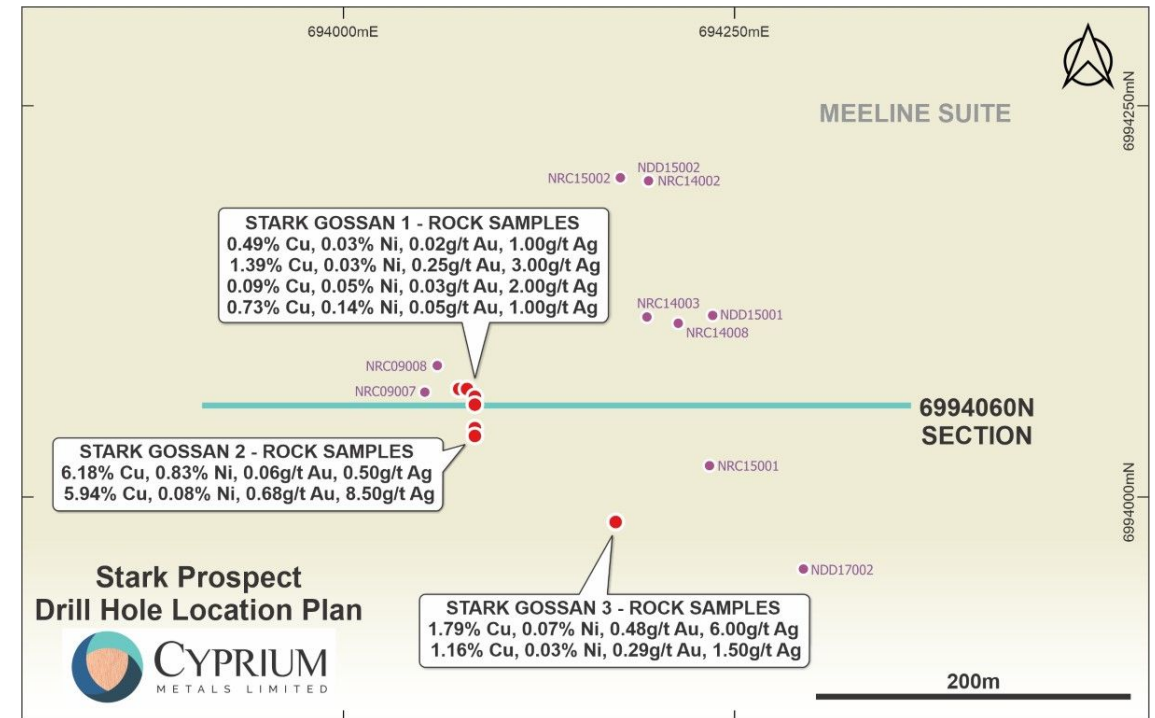 694000mE
694250mE
6994250mN
MEELINE SUITE
NDD15002
NRC15002
NRC14002
STARK GOSSAN 1 - ROCK SAMPLES
0.49% Cu, 0.03% Ni, 0.02g/t Au, 1.00g/t Ag
1.39% Cu, 0.03% Ni, 0.25g/t Au, 3.00g/t Ag
0.09% Cu, 0.05% Ni, 0.03g/t Au, 2.00g/t Ag
0.73% Cu, 0.14% Ni, 0.05g/t Au, 1.00g/t Ag
NRC14003
NDD15001
NRC14008
NRC09008
NRC09007
6994060N
SECTION
STARK GOSSAN 2 - ROCK SAMPLES
6.18% Cu, 0.83% Ni, 0.06g/t Au, 0.50g/t Ag
5.94% Cu, 0.08% Ni, 0.68g/t Au, 8.50g/t Ag
NRC15001
6994000mN
NDD17002
STARK GOSSAN 3 - ROCK SAMPLES
1.79% Cu, 0.07% Ni, 0.48g/t Au, 6.00g/t Ag
1.16% Cu, 0.03% Ni, 0.29g/t Au, 1.50g/t Ag
Stark Prospect
Drill Hole Location Plan
CYPRIUM
METALS LIMITED
200m